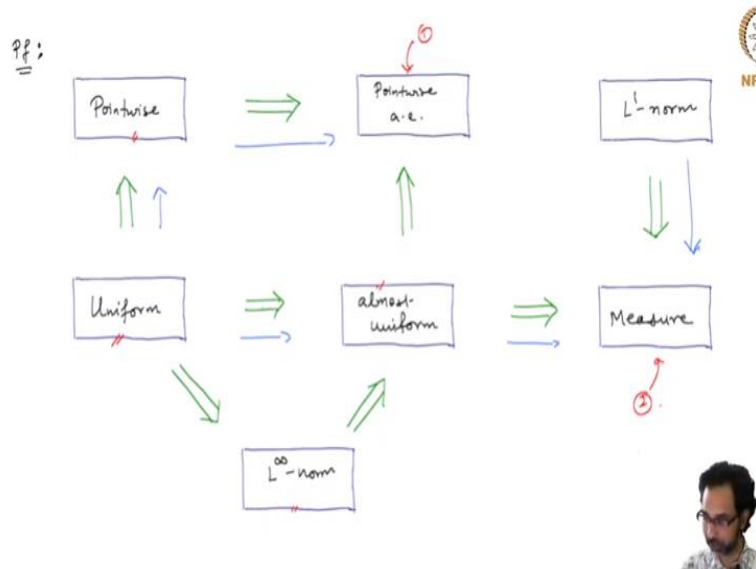 Pf:
①
Pointwise
Pointwise
a.e.
L¹-norm
NP
Uniform
almost-
uniform
Measure
②
L∞-norm